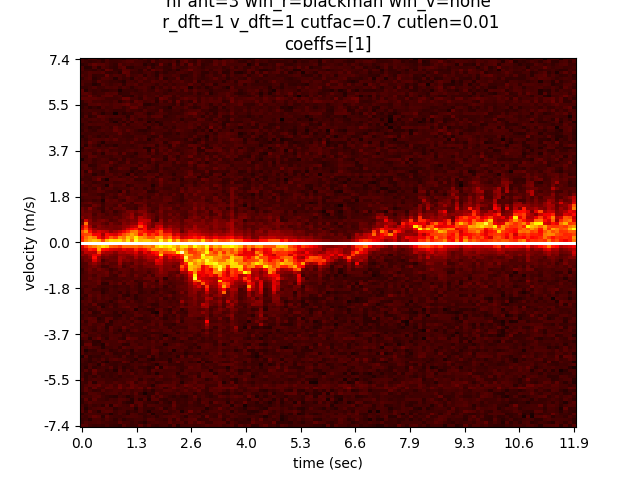 nf ant=3 win_r=blackman win_v=none
r_dft=1 v_dft=1 cutfac=0.7 cutlen=0.01
coeffs=[1]
7.4
5.5
3.7
1.8
0.0
-1.8
-3.7
-5.5
-7.4
velocity (m/s)
0.0 1.3 2.6 4.0 5.3 6.6 7.9 9.3 10.6 11.9
time (sec)